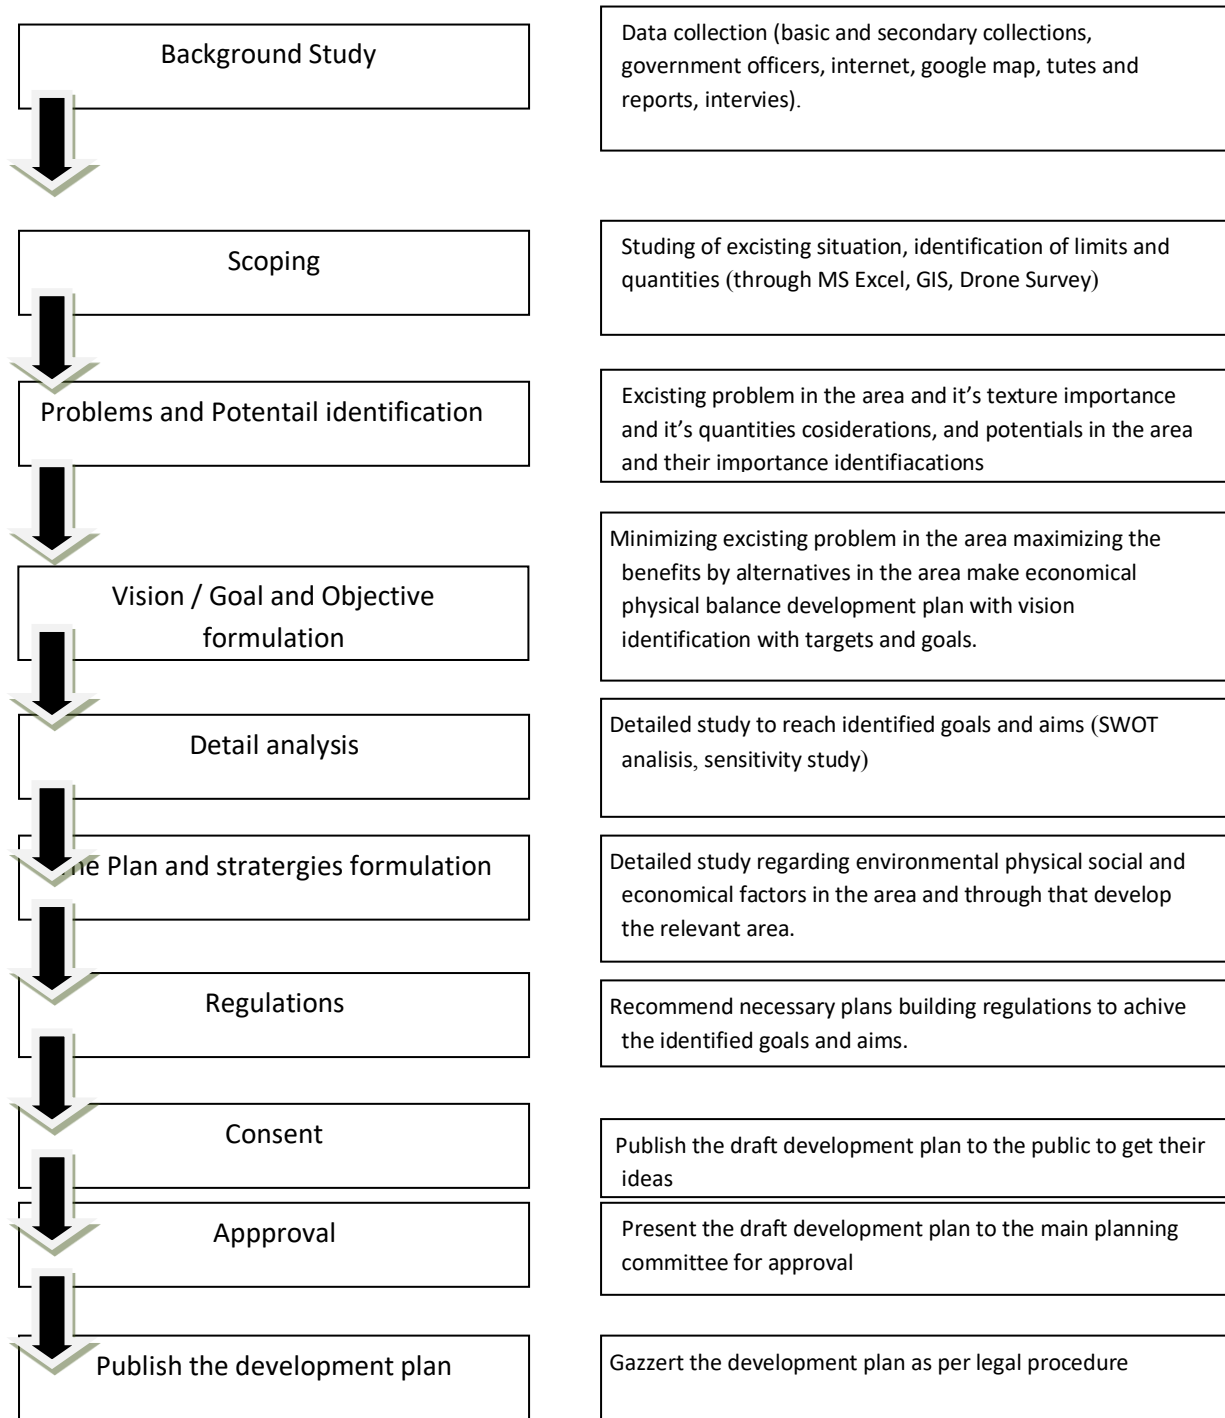 Background Study
Data collection (basic and secondary collections,
government officers, internet, google map, tutes and
reports, intervies).
Scoping
Studing of excisting situation, identification of limits and
quantities (through MS Excel, GIS, Drone Survey)
Problems and Potentail identification
Excisting problem in the area and it’s texture importance
and it’s quantities cosiderations, and potentials in the area
and their importance identifiacations
Vision / Goal and Objective
formulation
Minimizing excisting problem in the area maximizing the
benefits by alternatives in the area make economical
physical balance development plan with vision
identification with targets and goals.
Detail analysis
Detailed study to reach identified goals and aims (SWOT
analisis, sensitivity study)
Plan and stratergies formulation
Detailed study regarding environmental physical social and
economical factors in the area and through that develop
the relevant area.
Regulations
Recommend necessary plans building regulations to achive
the identified goals and aims.
Consent
Publish the draft development plan to the public to get their
ideas
Appproval
Present the draft development plan to the main planning
committee for approval
Publish the development plan
Gazzert the development plan as per legal procedure